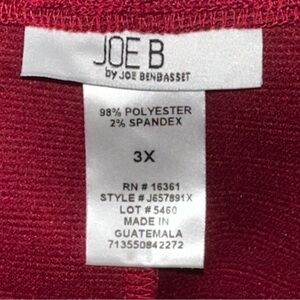 JOE B
by JOE BENBASSET
98% POLYESTER
2% SPANDEX
3X
RN # 16361
STYLE # J657891X
LOT # 5460
MADE IN
GUATEMALA
713550842272